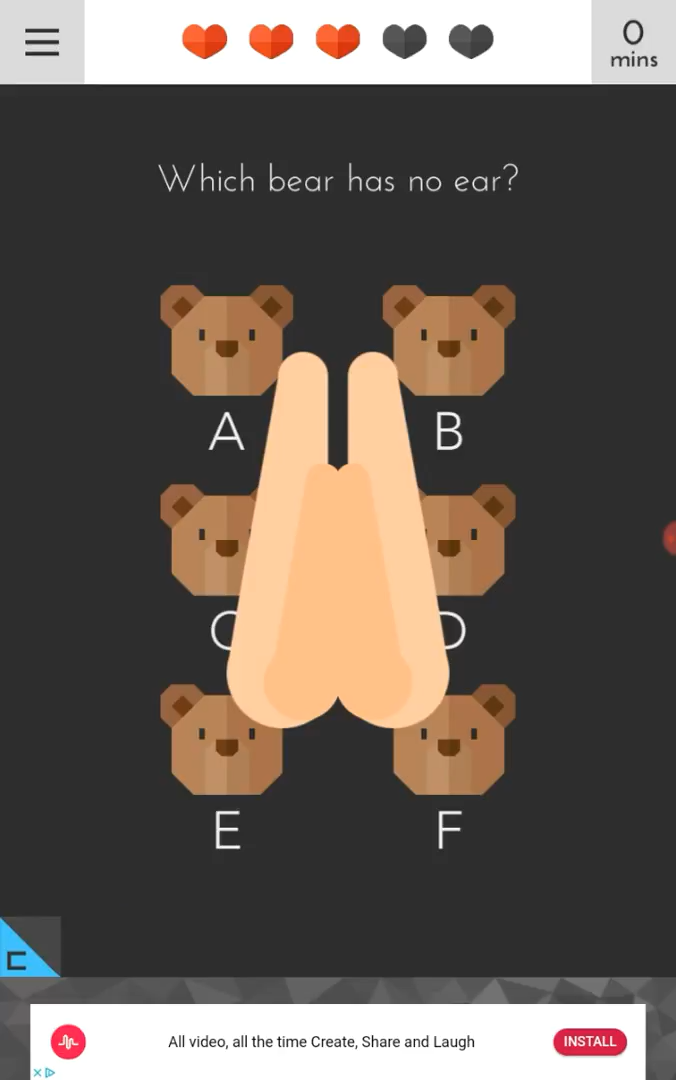 0
mins
Which bear has no ear?
A
B
C
D
E
F
All video, all the time Create, Share and Laugh
INSTALL